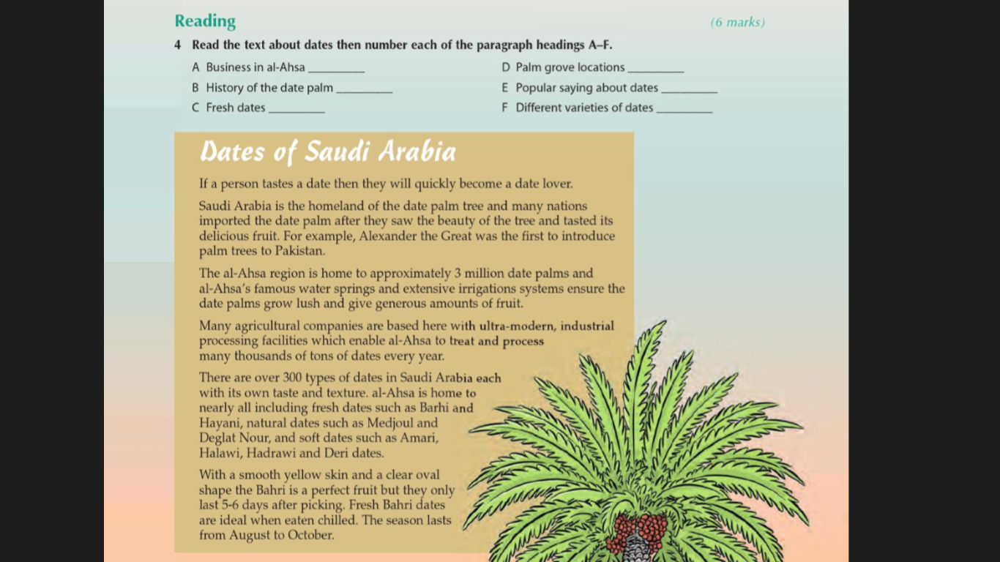 Reading
(6 marks)
4 Read the text about dates then number each of the paragraph headings A–F.
A Business in al-Ahsa _________
B History of the date palm _________
C Fresh dates _________
D Palm grove locations _________
E Popular saying about dates _________
F Different varieties of dates _________
Dates of Saudi Arabia
If a person tastes a date then they will quickly become a date lover.
Saudi Arabia is the homeland of the date palm tree and many nations
imported the date palm after they saw the beauty of the tree and tasted its
delicious fruit. For example, Alexander the Great was the first to introduce
palm trees to Pakistan.
The al-Ahsa region is home to approximately 3 million date palms and
al-Ahsa's famous water springs and extensive irrigations systems ensure the
date palms grow lush and give generous amounts of fruit.
Many agricultural companies are based here with ultra-modern, industrial
processing facilities which enable al-Ahsa to treat and process
many thousands of tons of dates every year.
There are over 300 types of dates in Saudi Arabia each
with its own taste and texture. al-Ahsa is home to
nearly all including fresh dates such as Barhi and
Hayani, natural dates such as Medjoul and
Deglat Nour, and soft dates such as Amari,
Halawi, Hadrawi and Deri dates.
With a smooth yellow skin and a clear oval
shape the Bahri is a perfect fruit but they only
last 5-6 days after picking. Fresh Bahri dates
are ideal when eaten chilled. The season lasts
from August to October.